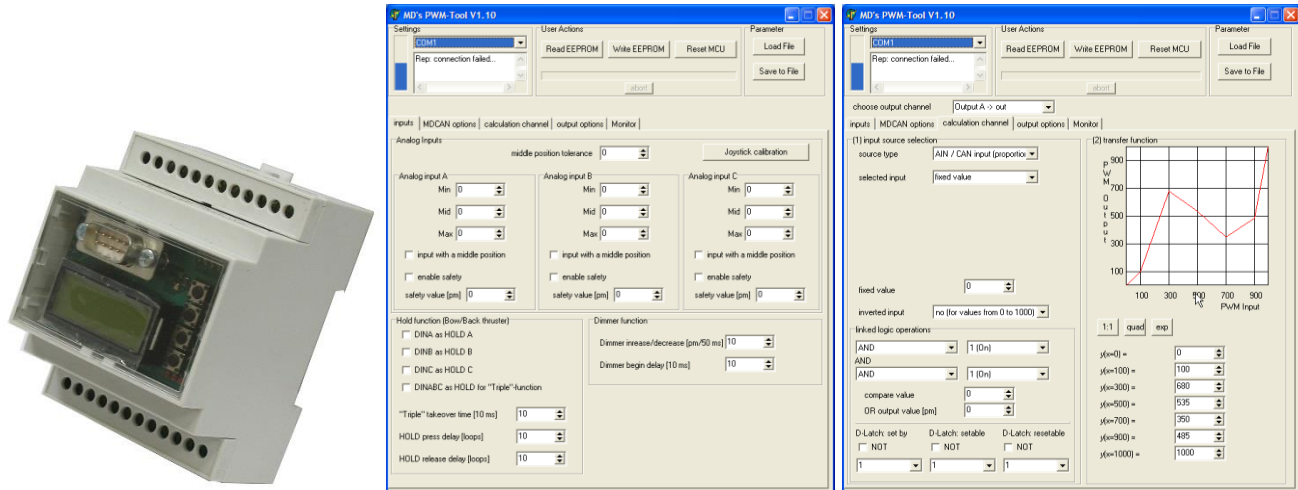 MD's PWM-Tool V1.10
Settings
COM1
Rep: connection failed...
User Actions
Read EEPROM
Write EEPROM
Reset MCU
abort
Parameter
Load File
Save to File
inputs
MDCAN options
calculation channel
output options
Monitor
Analog Inputs
middle position tolerance
0
Joystick calibration
Analog input A
Min 0
Mid 0
Max 0
input with a middle position
enable safety
safety value [pm] 0
Analog input B
Min 0
Mid 0
Max 0
input with a middle position
enable safety
safety value [pm] 0
Analog input C
Min 0
Mid 0
Max 0
input with a middle position
enable safety
safety value [pm] 0
Hold function (Bow/Back thruster)
DINA as HOLD A
DINB as HOLD B
DINC as HOLD C
DINABC as HOLD for "Triple"-function
"Triple" takeover time [10 ms] 10
HOLD press delay [loops] 10
HOLD release delay [loops] 10
Dimmer function
Dimmer inrease/decrease [pm/50 ms] 10
Dimmer begin delay [10 ms] 10
MD's PWM-Tool V1.10
Settings
COM1
Rep: connection failed...
User Actions
Read EEPROM
Write EEPROM
Reset MCU
abort
Parameter
Load File
Save to File
choose output channel
Output A -> out
inputs
MDCAN options
calculation channel
output options
Monitor
(1) input source selection
source type
AIN / CAN input (proportio
selected input
fixed value
fixed value
0
inverted input
no (for values from 0 to 1000)
linked logic operations
AND
1 (On)
AND
AND
1 (On)
compare value
0
OR output value [pm]
0
D-Latch: set by
NOT
1
D-Latch: setable
NOT
1
D-Latch: resetable
NOT
1
(2) transfer function
PWM Output
900
700
500
300
100
100 300 500 700 900
PWM Input
1:1
quad
exp
y(x=0) = 0
y(x=100) = 100
y(x=300) = 680
y(x=500) = 535
y(x=700) = 350
y(x=900) = 485
y(x=1000) = 1000